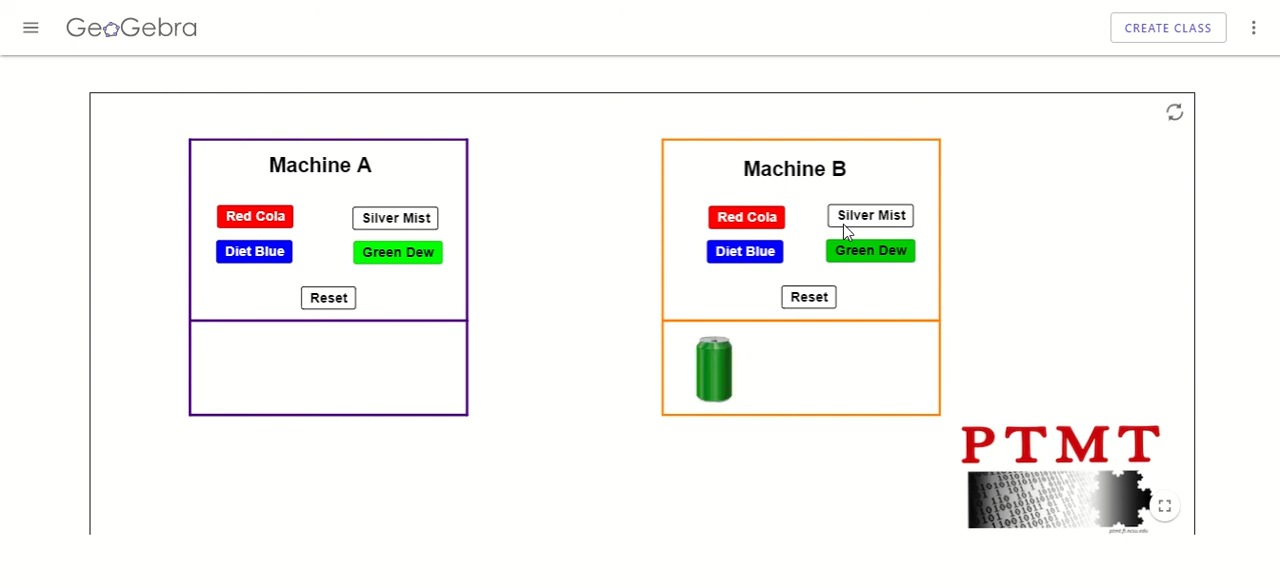 GeoGebra
CREATE CLASS
Machine A
Red Cola
Silver Mist
Diet Blue
Green Dew
Reset
Machine B
Red Cola
Silver Mist
Diet Blue
Green Dew
Reset
PTMT